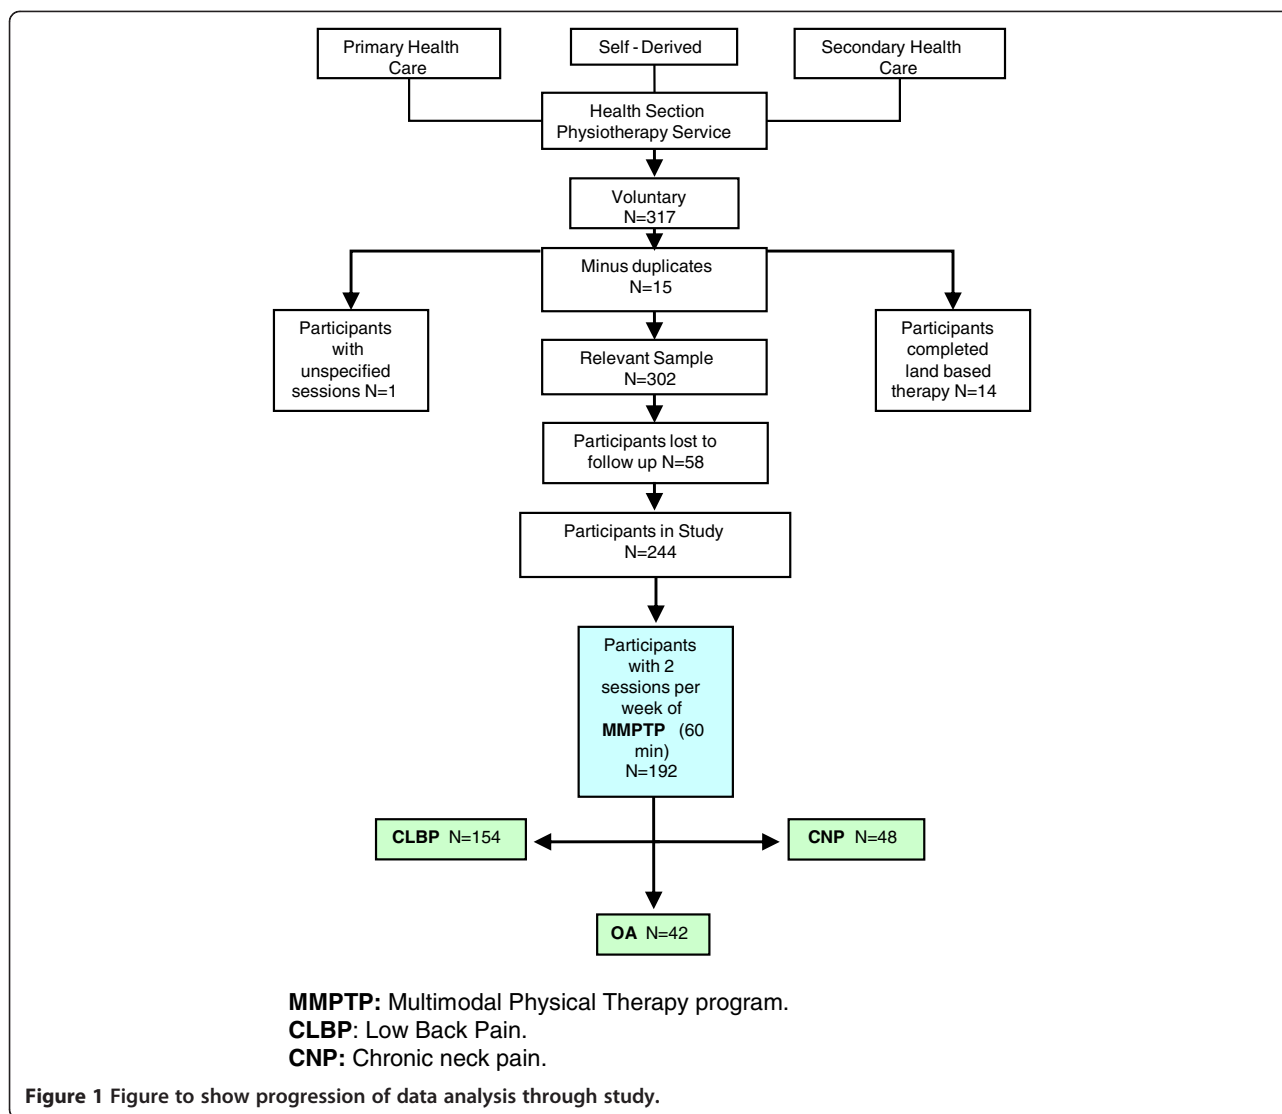 Primary Health
Care
Self - Derived
Secondary Health
Care
Health Section
Physiotherapy Service
Voluntary
N=317
Minus duplicates
N=15
Participants
with
unspecified
sessions N=1
Participants
completed
land based
therapy N=14
Relevant Sample
N=302
Participants lost to
follow up N=58
Participants in Study
N=244
Participants
with 2
sessions per
week of
MMPTP (60
min)
N=192
CLBP N=154
CNP N=48
OA N=42
MMPTP: Multimodal Physical Therapy program.
CLBP: Low Back Pain.
CNP: Chronic neck pain.
Figure 1 Figure to show progression of data analysis through study.